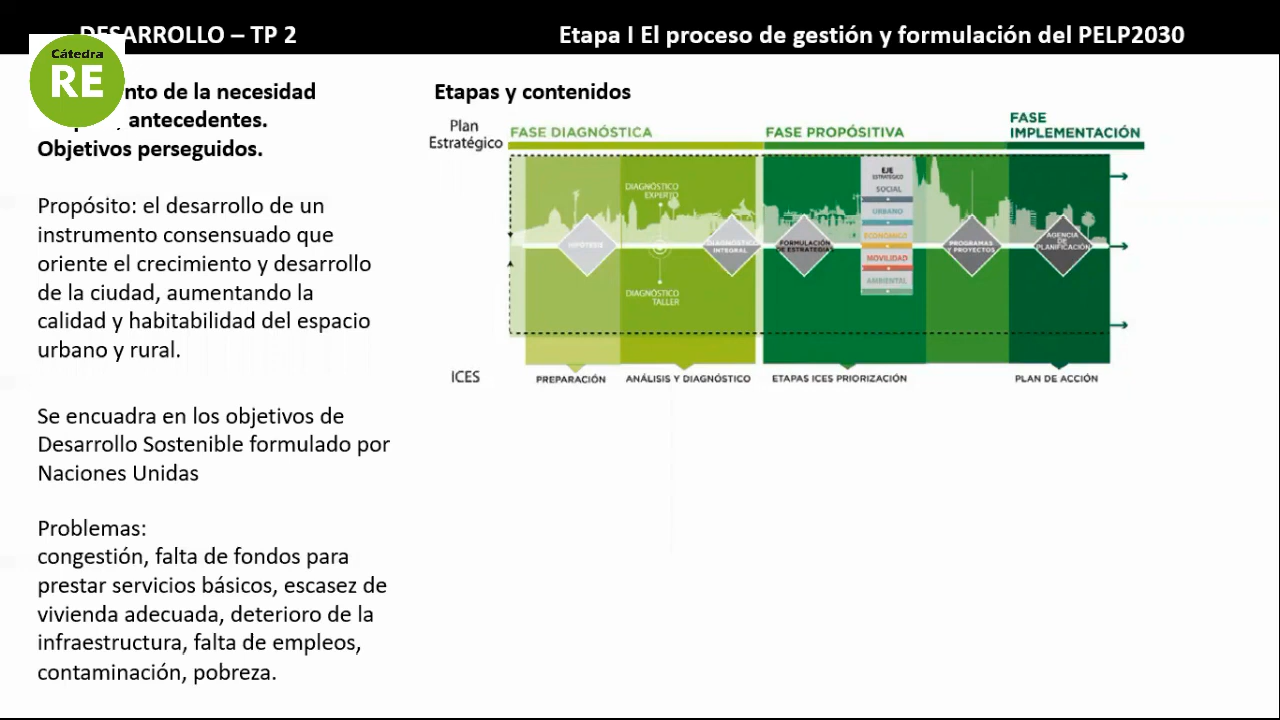 DESARROLLO – TP 2
Etapa I El proceso de gestión y formulación del PELP2030
Cátedra
RE
nto de la necesidad
antecedentes.
Objetivos perseguidos.
Propósito: el desarrollo de un
instrumento consensuado que
oriente el crecimiento y desarrollo
de la ciudad, aumentando la
calidad y habitabilidad del espacio
urbano y rural.
Se encuadra en los objetivos de
Desarrollo Sostenible formulado por
Naciones Unidas
Problemas:
congestión, falta de fondos para
prestar servicios básicos, escasez de
vivienda adecuada, deterioro de la
infraestructura, falta de empleos,
contaminación, pobreza.
Etapas y contenidos
Plan
Estratégico
FASE DIAGNÓSTICA
FASE PROPÓSITIVA
FASE
IMPLEMENTACIÓN
HIPÓTESIS
DIAGNÓSTICO
EXPERTO
DIAGNÓSTICO
TALLER
DIAGNÓSTICO
INTEGRAL
FORMULACIÓN
DE ESTRATEGIA
EJE
ESTRATÉGICO
SOCIAL
URBANO
ECONÓMICO
MOVILIDAD
AMBIENTAL
PROGRAMAS
Y PROYECTOS
AGENCIA
DE
PLANIFICACIÓN
ICES
PREPARACIÓN
ANÁLISIS Y DIAGNÓSTICO
ETAPAS ICES PRIORIZACIÓN
PLAN DE ACCIÓN